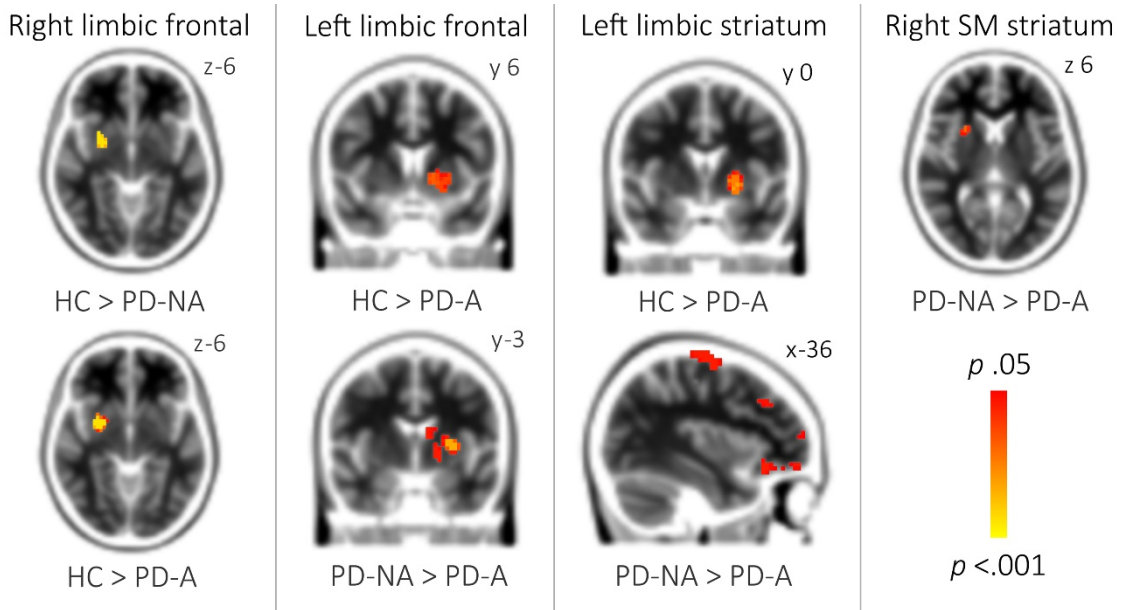 Right limbic frontal
z-6
HC > PD-NA
z-6
HC > PD-A
Left limbic frontal
y 6
HC > PD-A
y-3
PD-NA > PD-A
Left limbic striatum
y 0
HC > PD-A
x-36
PD-NA > PD-A
Right SM striatum
z 6
PD-NA > PD-A
p .05
p <.001